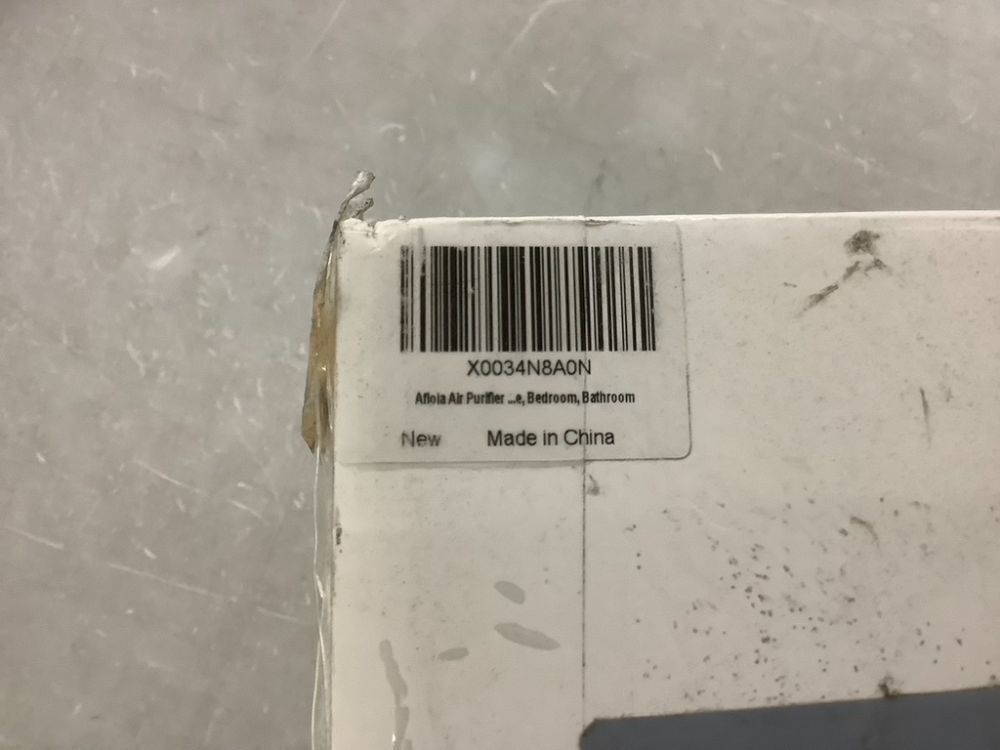 X0034N8A0N
Afloia Air Purifier ...e, Bedroom, Bathroom
New Made in China